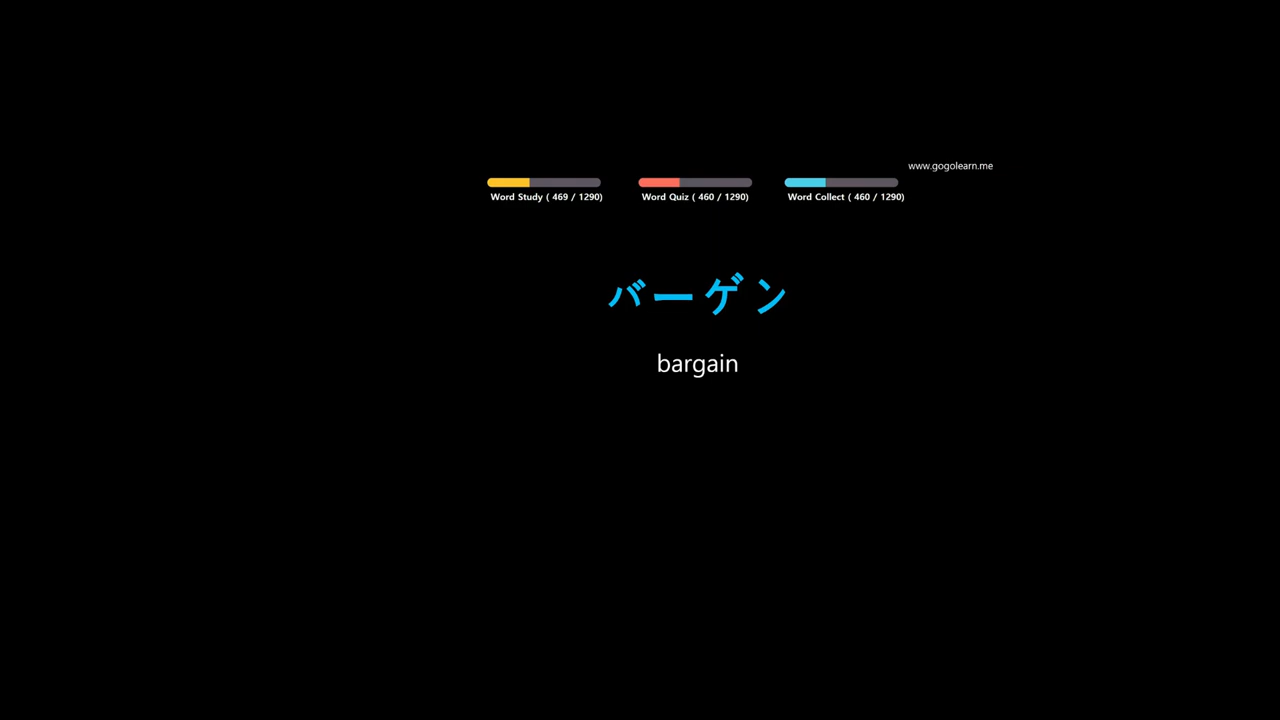 www.gogolearn.me
Word Study ( 469 / 1290)
Word Quiz ( 460 / 1290)
Word Collect ( 460 / 1290)
バーゲン
bargain